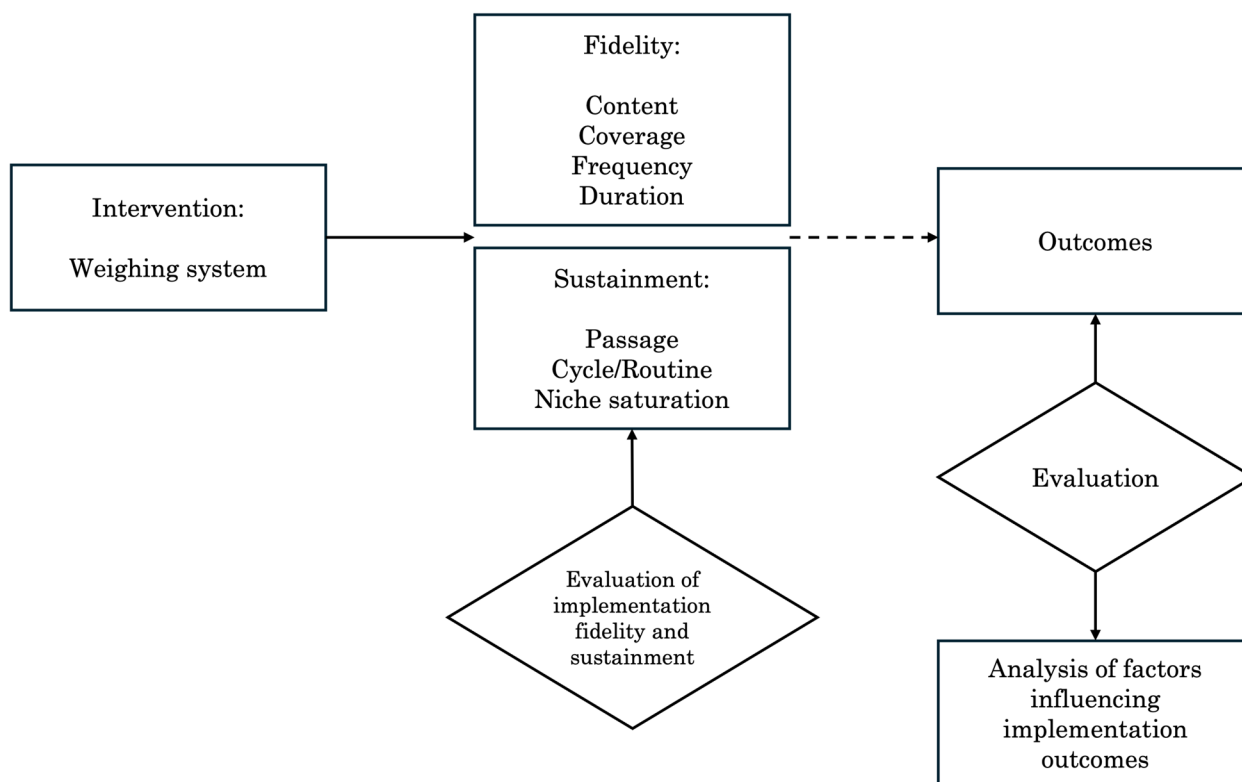 Fidelity:
Content
Coverage
Frequency
Duration
Intervention:
Weighing system
Sustainment:
Passage
Cycle/Routine
Niche saturation
Outcomes
Evaluation of
implementation
fidelity and
sustainment
Evaluation
Analysis of factors
influencing
implementation
outcomes